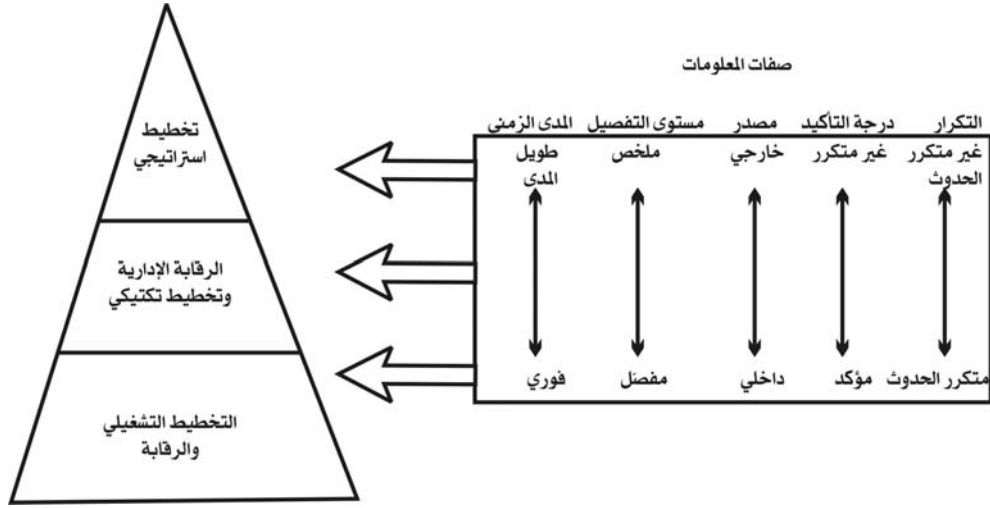 صفات المعلومات
التكرار درجة التأكيد مصدر مستوى التفصيل المدى الزمني
غير متكرر غير متكرر خارجي ملخص طويل
الحدوث المدى
متكرر الحدوث مؤكد داخلي مفصل فوري
تخطيط
استراتيجي
الرقابة الإدارية
وتخطيط تكتيكي
التخطيط التشغيلي
والرقابة